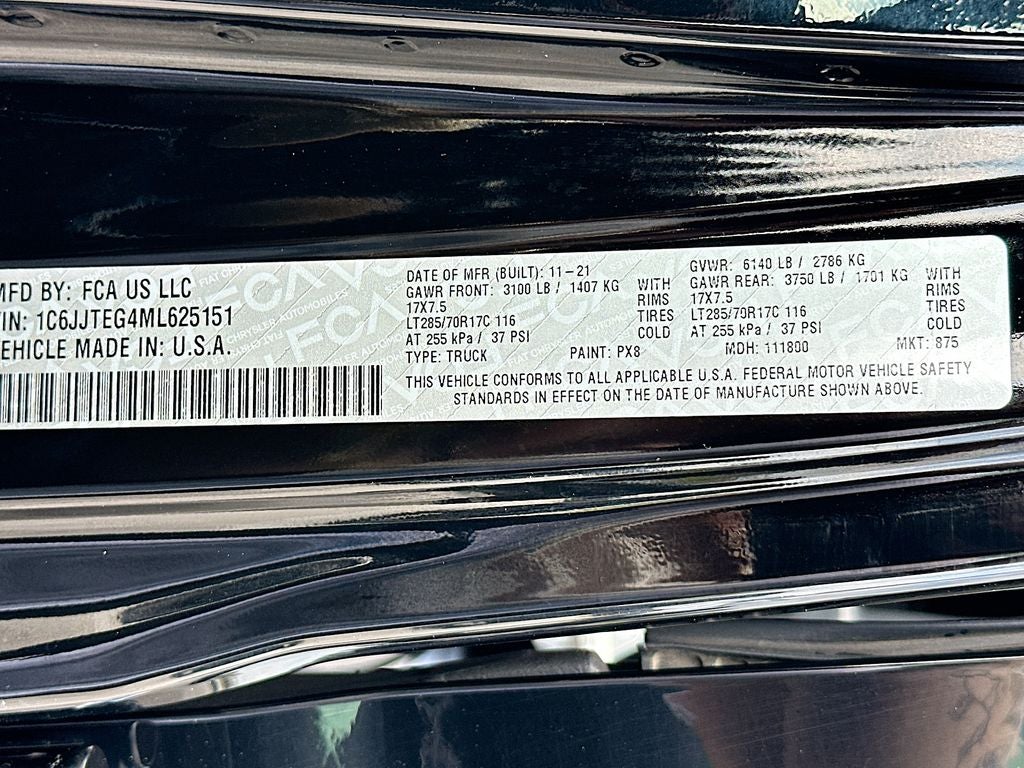 MFD BY: FCA US LLC
VIN: 1C6JJTEG4ML625151
VEHICLE MADE IN: U.S.A.
DATE OF MFR (BUILT): 11-21
GAWR FRONT: 3100 LB / 1407 KG WITH
17X7.5 RIMS
LT285/70R17C 116 TIRES
AT 255 kPa / 37 PSI COLD
TYPE: TRUCK PAINT: PX8
GVWR: 6140 LB / 2786 KG
GAWR REAR: 3750 LB / 1701 KG WITH
17X7.5 RIMS
LT285/70R17C 116 TIRES
AT 255 kPa / 37 PSI COLD
MDH: 111800 MKT: 875
THIS VEHICLE CONFORMS TO ALL APPLICABLE U.S.A. FEDERAL MOTOR VEHICLE SAFETY
STANDARDS IN EFFECT ON THE DATE OF MANUFACTURE SHOWN ABOVE.